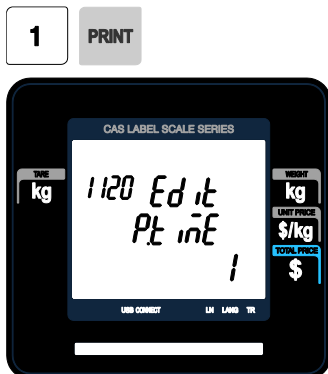 1 PRINT
CAS LABEL SCALE SERIES
TARE
kg
1120 Edit
P.t imE
1
WEIGHT
kg
UNIT PRICE
$/kg
TOTAL PRICE
$
USB CONNECT LN LANG TR